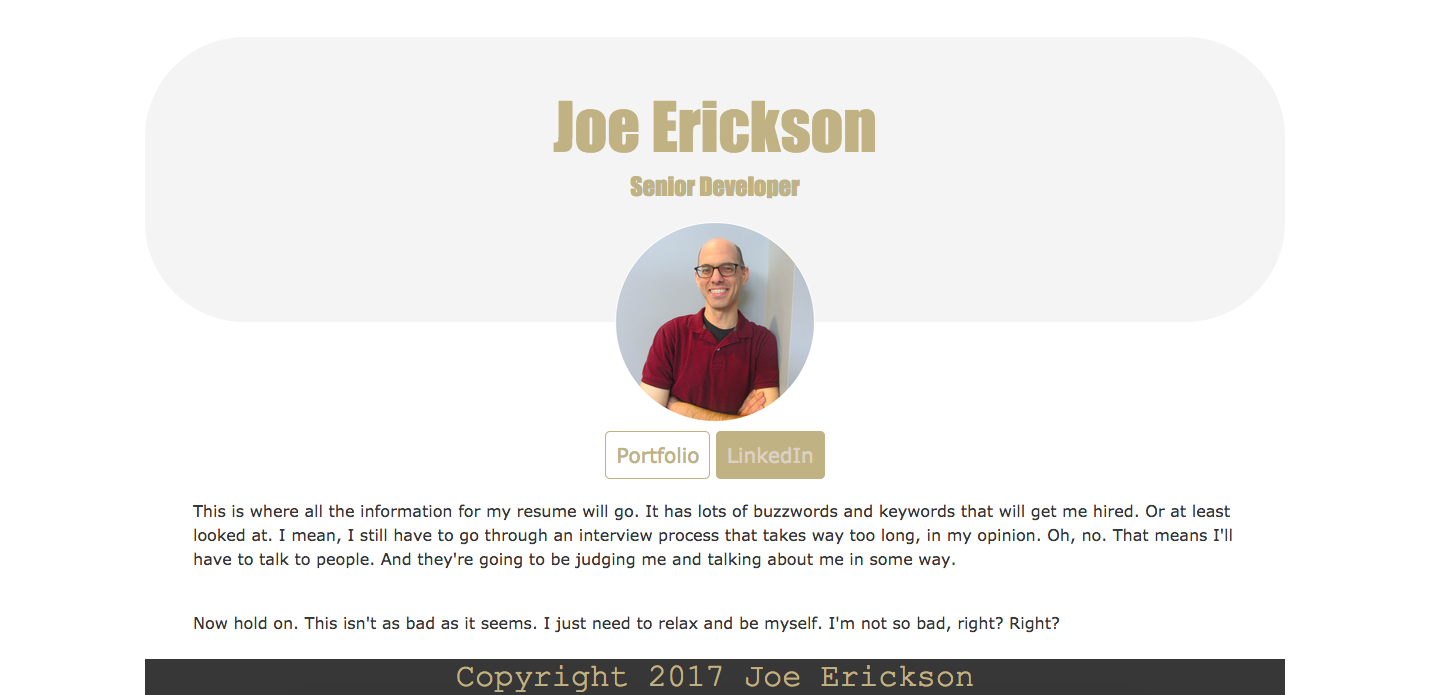 Joe Erickson
Senior Developer
Portfolio LinkedIn
This is where all the information for my resume will go. It has lots of buzzwords and keywords that will get me hired. Or at least
looked at. I mean, I still have to go through an interview process that takes way too long, in my opinion. Oh, no. That means I'll
have to talk to people. And they're going to be judging me and talking about me in some way.
Now hold on. This isn't as bad as it seems. I just need to relax and be myself. I'm not so bad, right? Right?
Copyright 2017 Joe Erickson